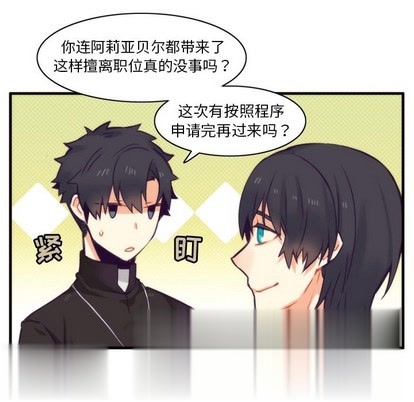 你连阿莉亚贝尔都带来了
这样擅离职位真的没事吗？
这次有按照程序
申请完再过来吗？
紧
盯